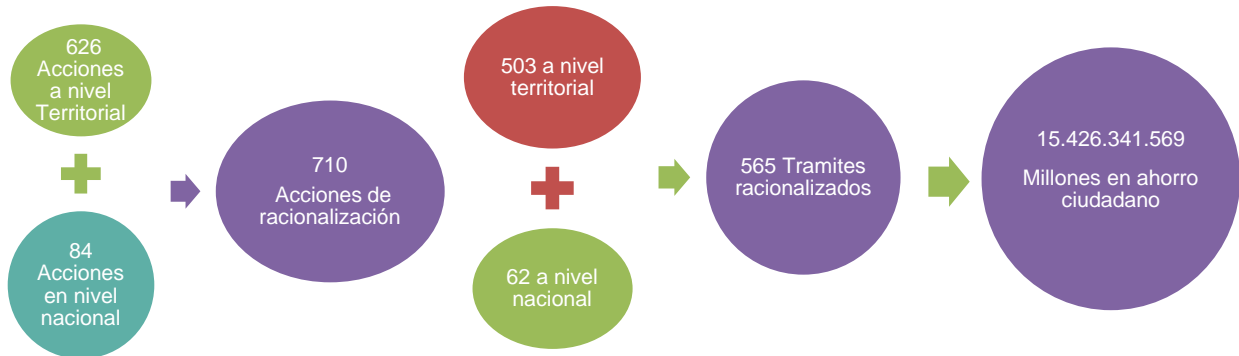 626
Acciones
a nivel
Territorial
84
Acciones
en nivel
nacional
710
Acciones de
racionalización
503 a nivel
territorial
62 a nivel
nacional
565 Tramites
racionalizados
15.426.341.569
Millones en ahorro
ciudadano